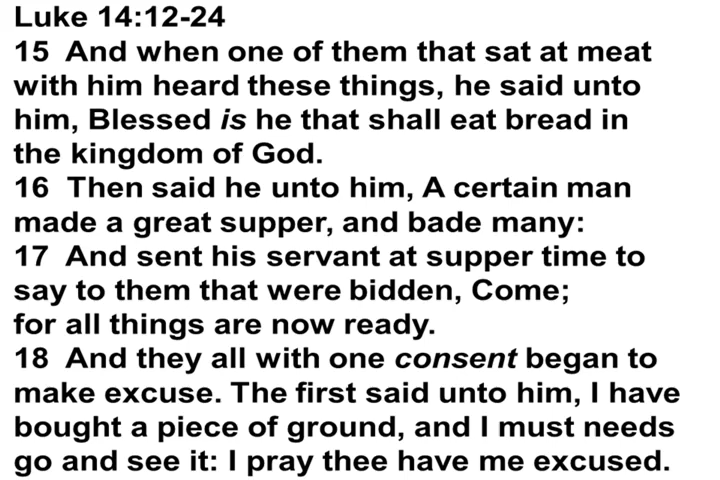 Luke 14:12-24
15 And when one of them that sat at meat
with him heard these things, he said unto
him, Blessed is he that shall eat bread in
the kingdom of God.
16 Then said he unto him, A certain man
made a great supper, and bade many:
17 And sent his servant at supper time to
say to them that were bidden, Come;
for all things are now ready.
18 And they all with one consent began to
make excuse. The first said unto him, I have
bought a piece of ground, and I must needs
go and see it: I pray thee have me excused.